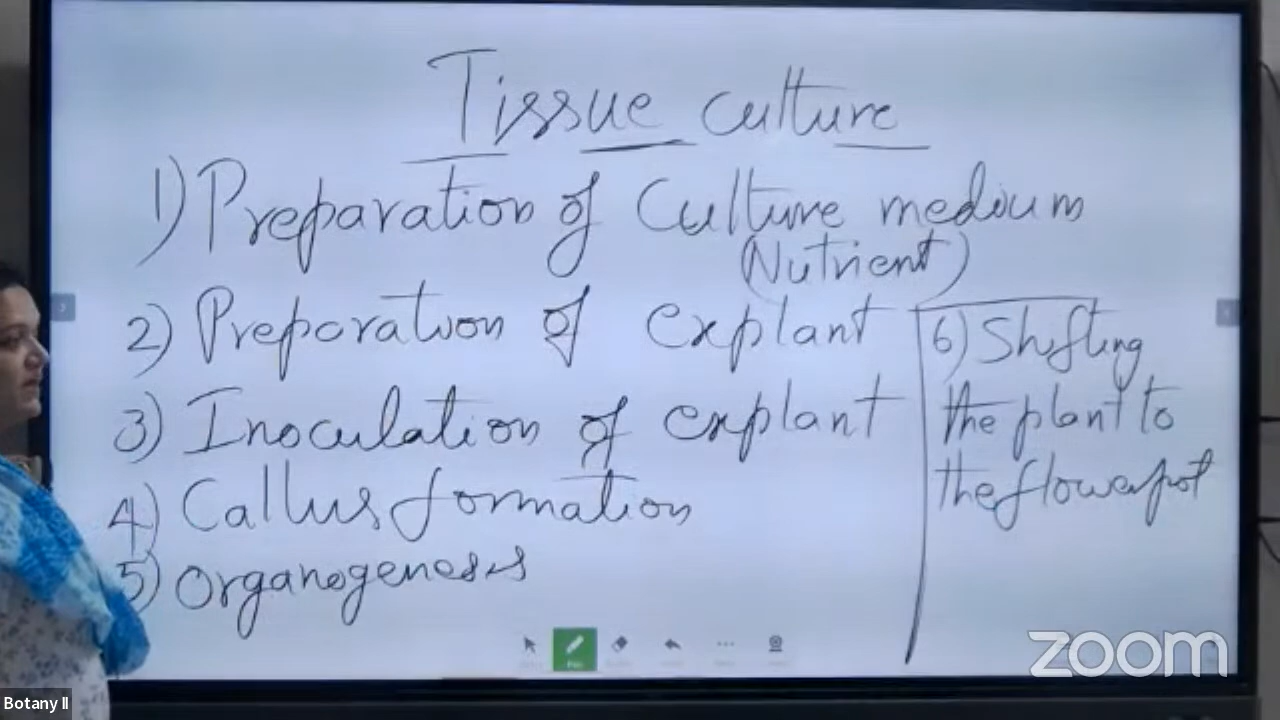 Tissue culture
1) Preparation of Culture medium
(Nutrient)
2) Preparation of explant
3) Inoculation of explant
4) Callus formation
5) Organogenesis
6) Shifting
the plant to
the flowerpot
zoom
Botany II